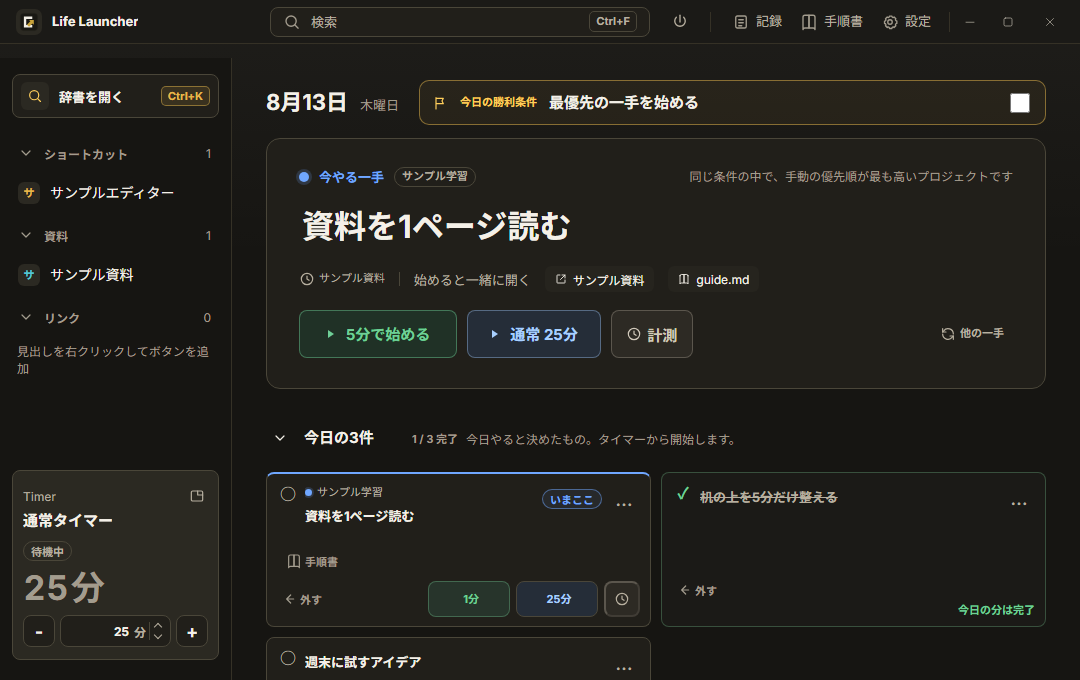 Life Launcher
検索 Ctrl+F
記録 手順書 設定
辞書を開く Ctrl+K
ショートカット 1
サ サンプルエディター
資料 1
サ サンプル資料
リンク 0
見出しを右クリックしてボタンを追
加
Timer
通常タイマー
待機中
25分
- 25 分 +
8月13日 木曜日
今日の勝利条件 最優先の一手を始める
今やる一手 サンプル学習 同じ条件の中で、手動の優先順が最も高いプロジェクトです
資料を1ページ読む
サンプル資料 始めると一緒に開く サンプル資料 guide.md
5分で始める 通常 25分 計測 他の一手
今日の3件 1 / 3 完了 今日やると決めたもの。タイマーから開始します。
サンプル学習
資料を1ページ読む
いまここ ...
手順書
外す 1分 25分
机の上を5分だけ整える ...
外す
今日の分は完了
週末に試すアイデア ...